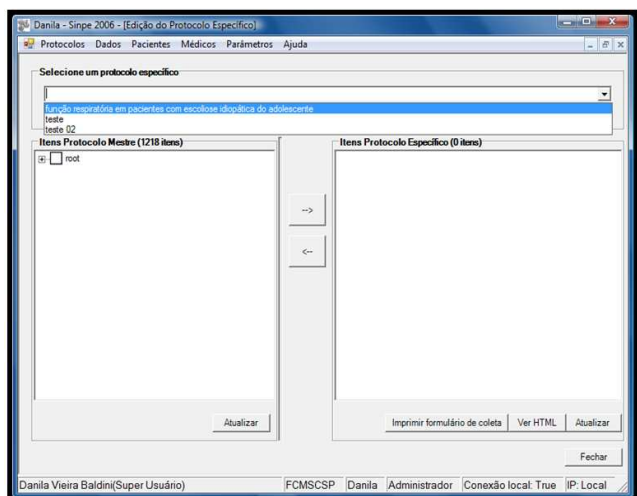 Danila - Sinpe 2006 - [Edição do Protocolo Específico]
Protocolos Dados Pacientes Médicos Parâmetros Ajuda
Selecione um protocolo específico
função respiratória em pacientes com escoliose idiopática do adolescente
teste
teste 02
Itens Protocolo Mestre (1218 itens)
Itens Protocolo Específico (0 itens)
root
-->
<--
Atualizar
Imprimir formulário de coleta Ver HTML Atualizar
Fechar
Danila Vieira Baldini(Super Usuário) FCMSCSP Danila Administrador Conexão local: True IP: Local